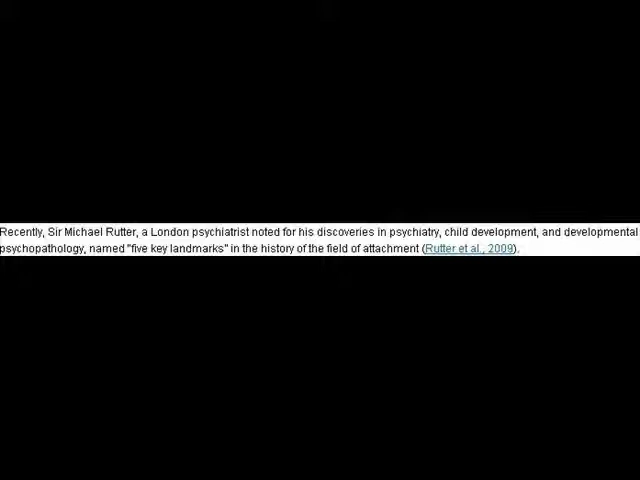 Recently, Sir Michael Rutter, a London psychiatrist noted for his discoveries in psychiatry, child development, and developmental
psychopathology, named "five key landmarks" in the history of the field of attachment (Rutter et al., 2009).